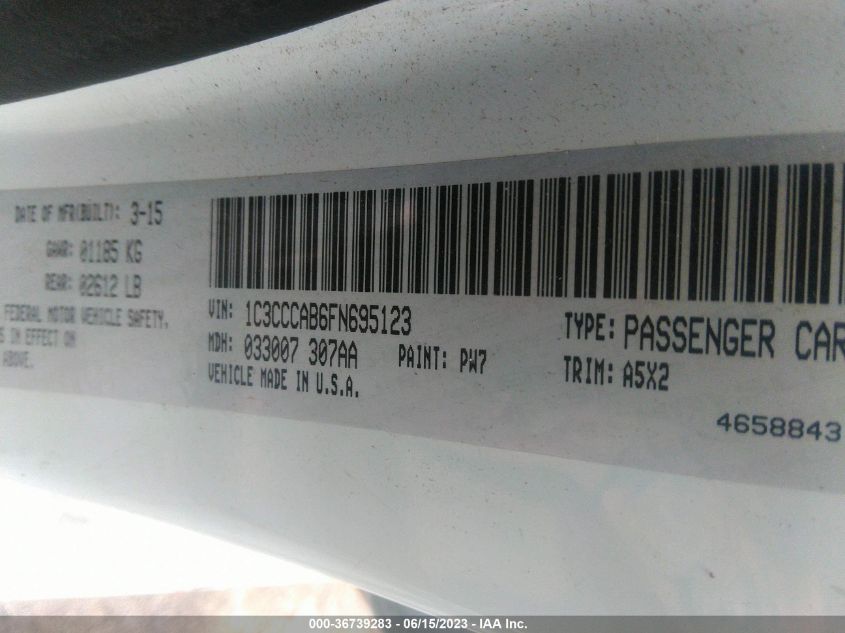 DATE OF MFR(BUILT): 3-15
GAWR: 01185 KG
REAR: 02612 LB
FEDERAL MOTOR VEHICLE SAFETY,
S IN EFFECT ON
ABOVE.
VIN: 1C3CCCAB6FN695123
MDH: 033007 307AA PAINT: PW7
VEHICLE MADE IN U.S.A.
TYPE: PASSENGER CAR
TRIM: A5X2
4658843
000-36739283 - 06/15/2023 - IAA Inc.